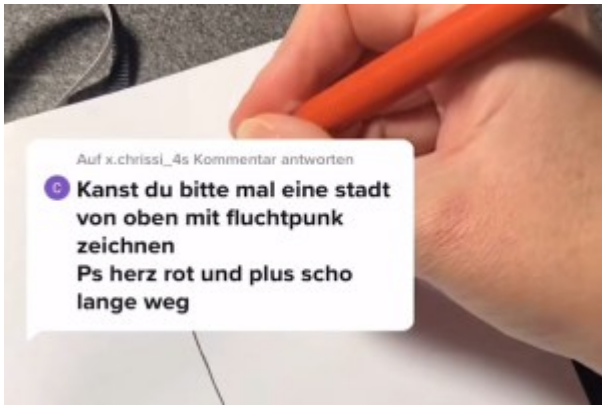 Auf x.chrissi_4s Kommentar antworten
C
Kanst du bitte mal eine stadt
von oben mit fluchtpunk
zeichnen
Ps herz rot und plus scho
lange weg